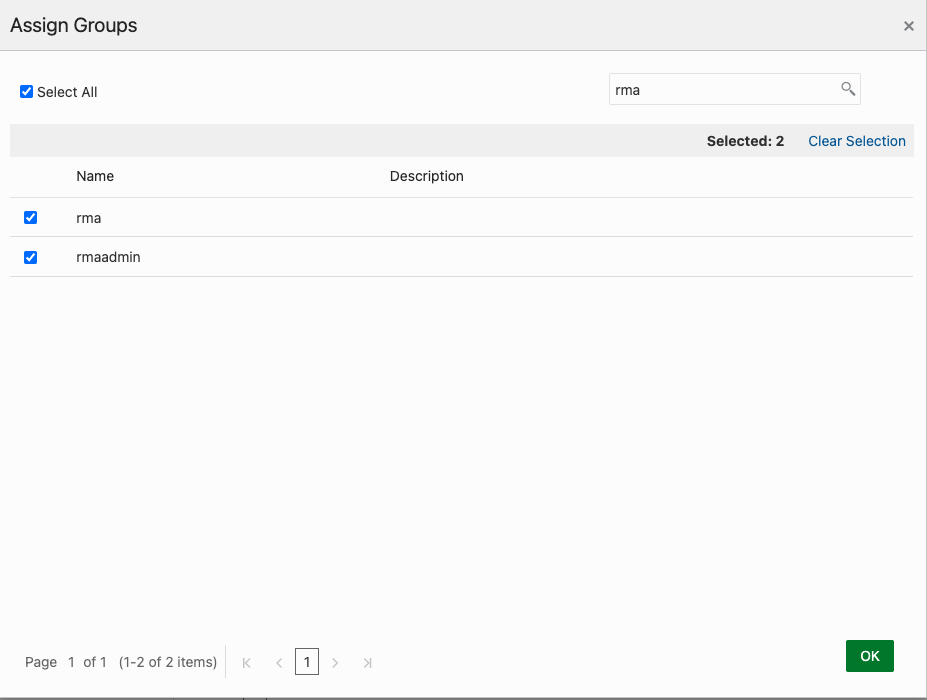 Assign Groups
Select All
rma
Selected: 2 Clear Selection
Name Description
rma
rmaadmin
Page 1 of 1 (1-2 of 2 items) 1
OK